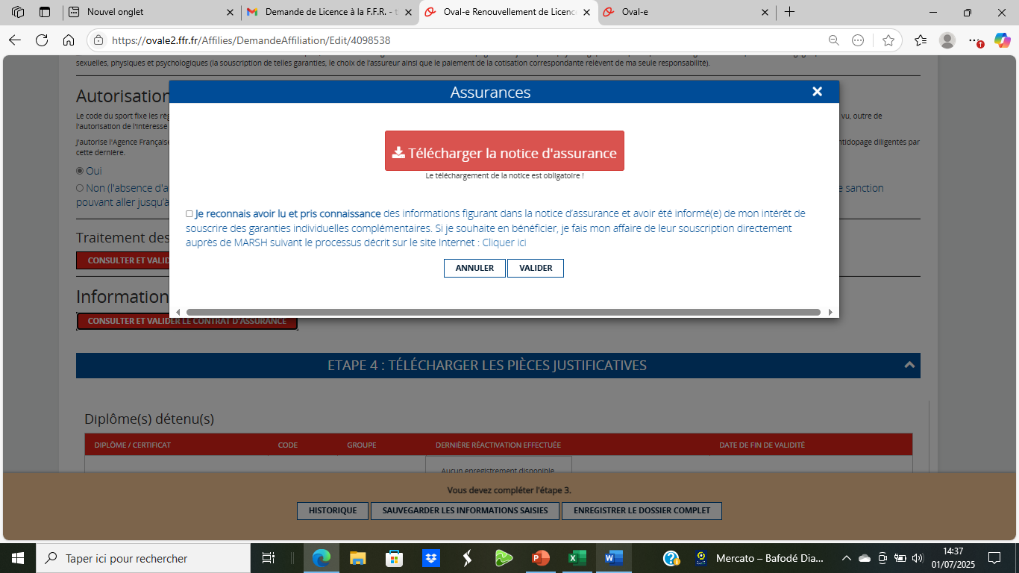 Nouvel onglet
Demande de Licence à la F.F.R. - t
Oval-e Renouvellement de Licenc
Oval-e
https://ovale2.ffr.fr/Affilies/DemandeAffiliation/Edit/4098538
sexuelles, physiques et psychologiques (la souscription de telles garanties, le choix de l'assureur ainsi que le paiement de la cotisation correspondante relèvent de ma seule responsabilité).
Assurances
Autorisation
Le code du sport fixe les rég
vu, outre de
l'autorisation de l'intéressé
Télécharger la notice d'assurance
J'autorise l'Agence Française
ntidopage diligentés par
cette dernière.
Le téléchargement de la notice est obligatoire !
Oui
Non (l'absence d'a
e sanction
pouvant aller jusqu'à
Je reconnais avoir lu et pris connaissance des informations figurant dans la notice d'assurance et avoir été informé(e) de mon intérêt de
souscrire des garanties individuelles complémentaires. Si je souhaite en bénéficier, je fais mon affaire de leur souscription directement
auprès de MARSH suivant le processus décrit sur le site Internet : Cliquer ici
Traitement des
CONSULTER ET VALID
ANNULER
VALIDER
Information
CONSULTER ET VALIDER LE CONTRAT D'ASSURANCE
ETAPE 4 : TÉLÉCHARGER LES PIÈCES JUSTIFICATIVES
Diplôme(s) détenu(s)
DIPLÔME / CERTIFICAT
CODE
GROUPE
DERNIÈRE RÉACTIVATION EFFECTUÉE
DATE DE FIN DE VALIDITÉ
Aucun enregistrement disponible
Vous devez compléter l'étape 3.
HISTORIQUE
SAUVEGARDER LES INFORMATIONS SAISIES
ENREGISTRER LE DOSSIER COMPLET
Taper ici pour rechercher
Mercato – Bafodé Dia...
14:37
01/07/2025